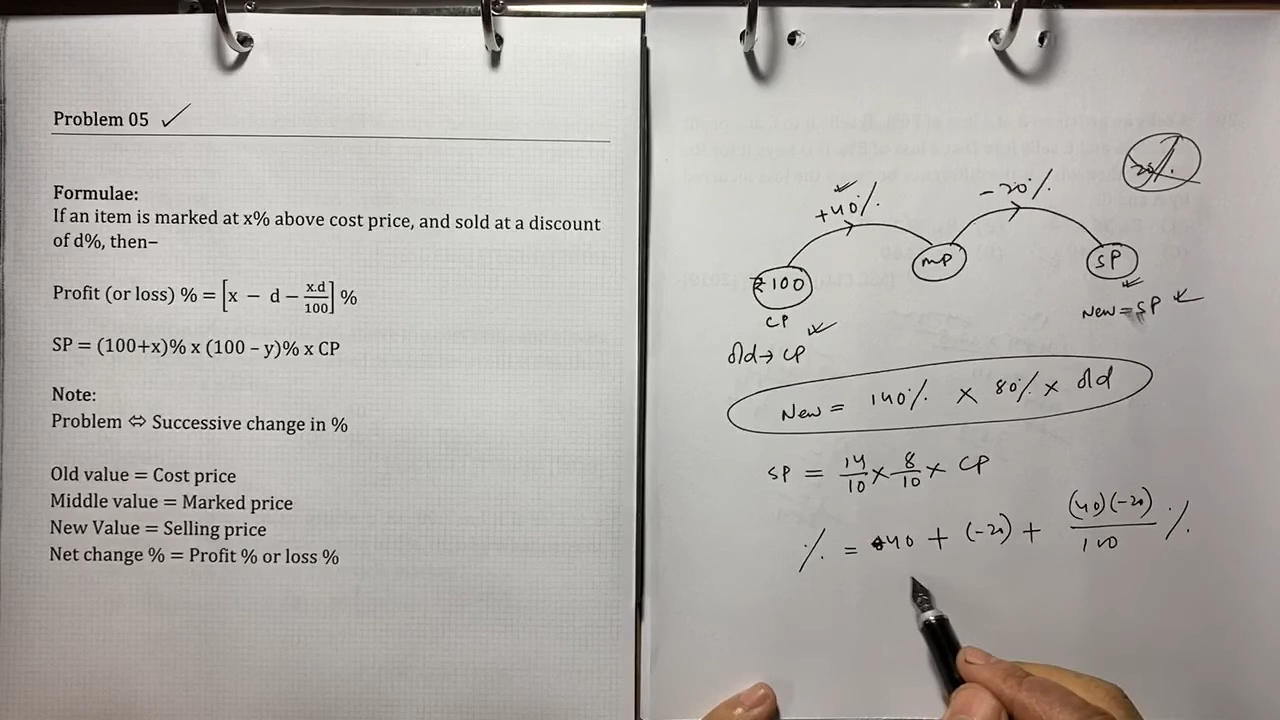 Problem 05 ✓
Formulae:
If an item is marked at x% above cost price, and sold at a discount
of d%, then−
Profit (or loss) % = [x − d − x.d/100] %
SP = (100+x)% x (100 – y)% x CP
Note:
Problem ⇔ Successive change in %
Old value = Cost price
Middle value = Marked price
New Value = Selling price
Net change % = Profit % or loss %
20%
+40%
-20%
₹100
MP
SP
CP
New = SP
Old → CP
New = 140% × 80% × Old
SP = 14/10 × 8/10 × CP
% = 40 + (-20) + (40)(-20)/100 %